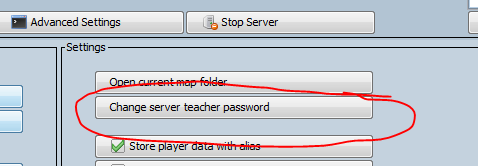 Advanced Settings
Stop Server
Settings
Open current map folder
Change server teacher password
Store player data with alias